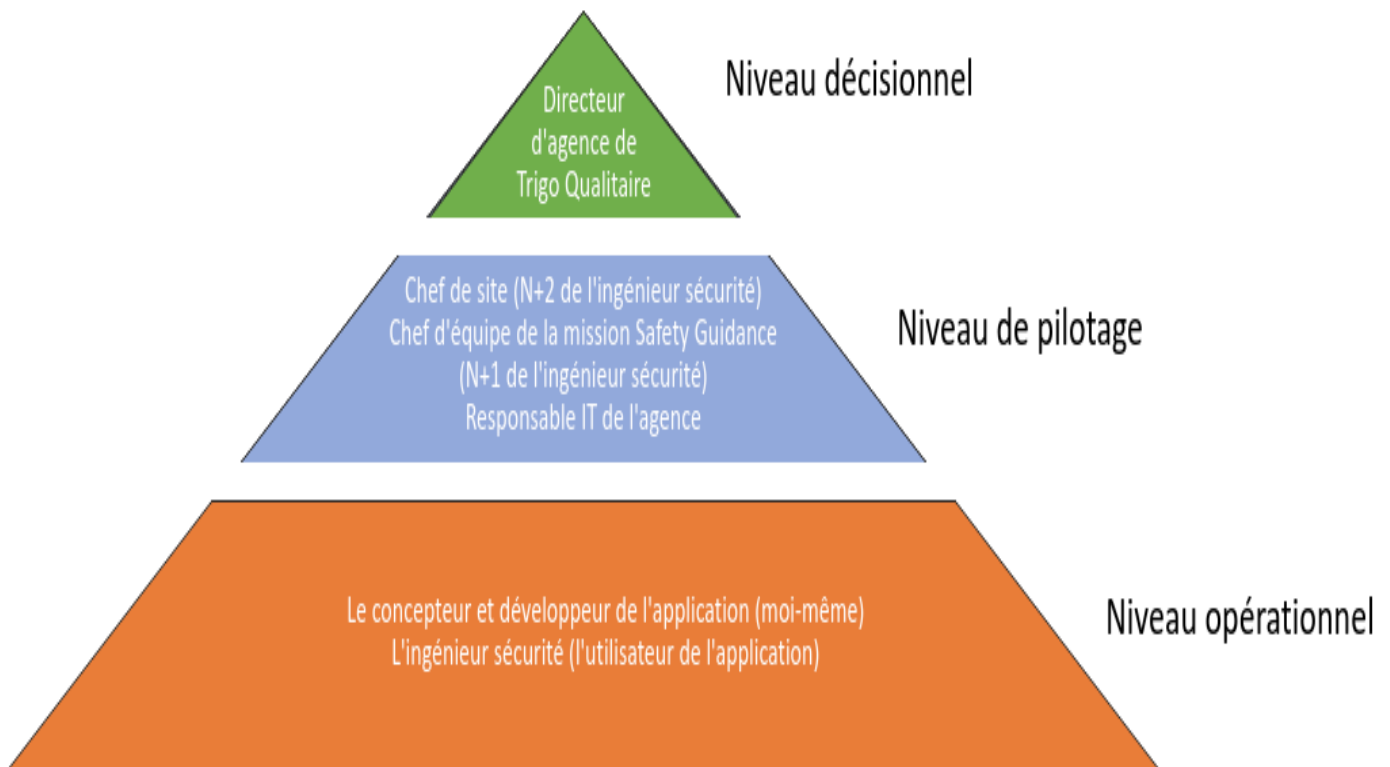 Directeur
d'agence de
Trigo Qualitaire
Niveau décisionnel
Chef de site (N+2 de l'ingénieur sécurité)
Chef d'équipe de la mission Safety Guidance
(N+1 de l'ingénieur sécurité)
Responsable IT de l'agence
Niveau de pilotage
Le concepteur et développeur de l'application (moi-même)
L'ingénieur sécurité (l'utilisateur de l'application)
Niveau opérationnel